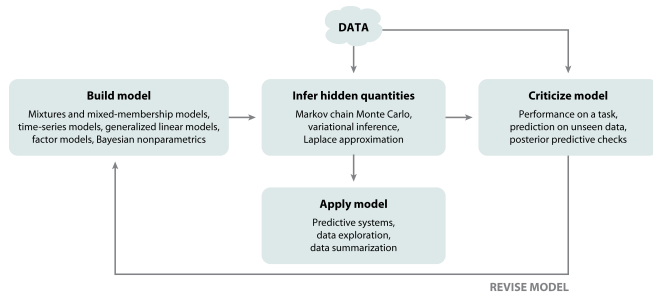 DATA
Build model
Mixtures and mixed-membership models,
time-series models, generalized linear models,
factor models, Bayesian nonparametrics
Infer hidden quantities
Markov chain Monte Carlo,
variational inference,
Laplace approximation
Criticize model
Performance on a task,
prediction on unseen data,
posterior predictive checks
Apply model
Predictive systems,
data exploration,
data summarization
REVISE MODEL